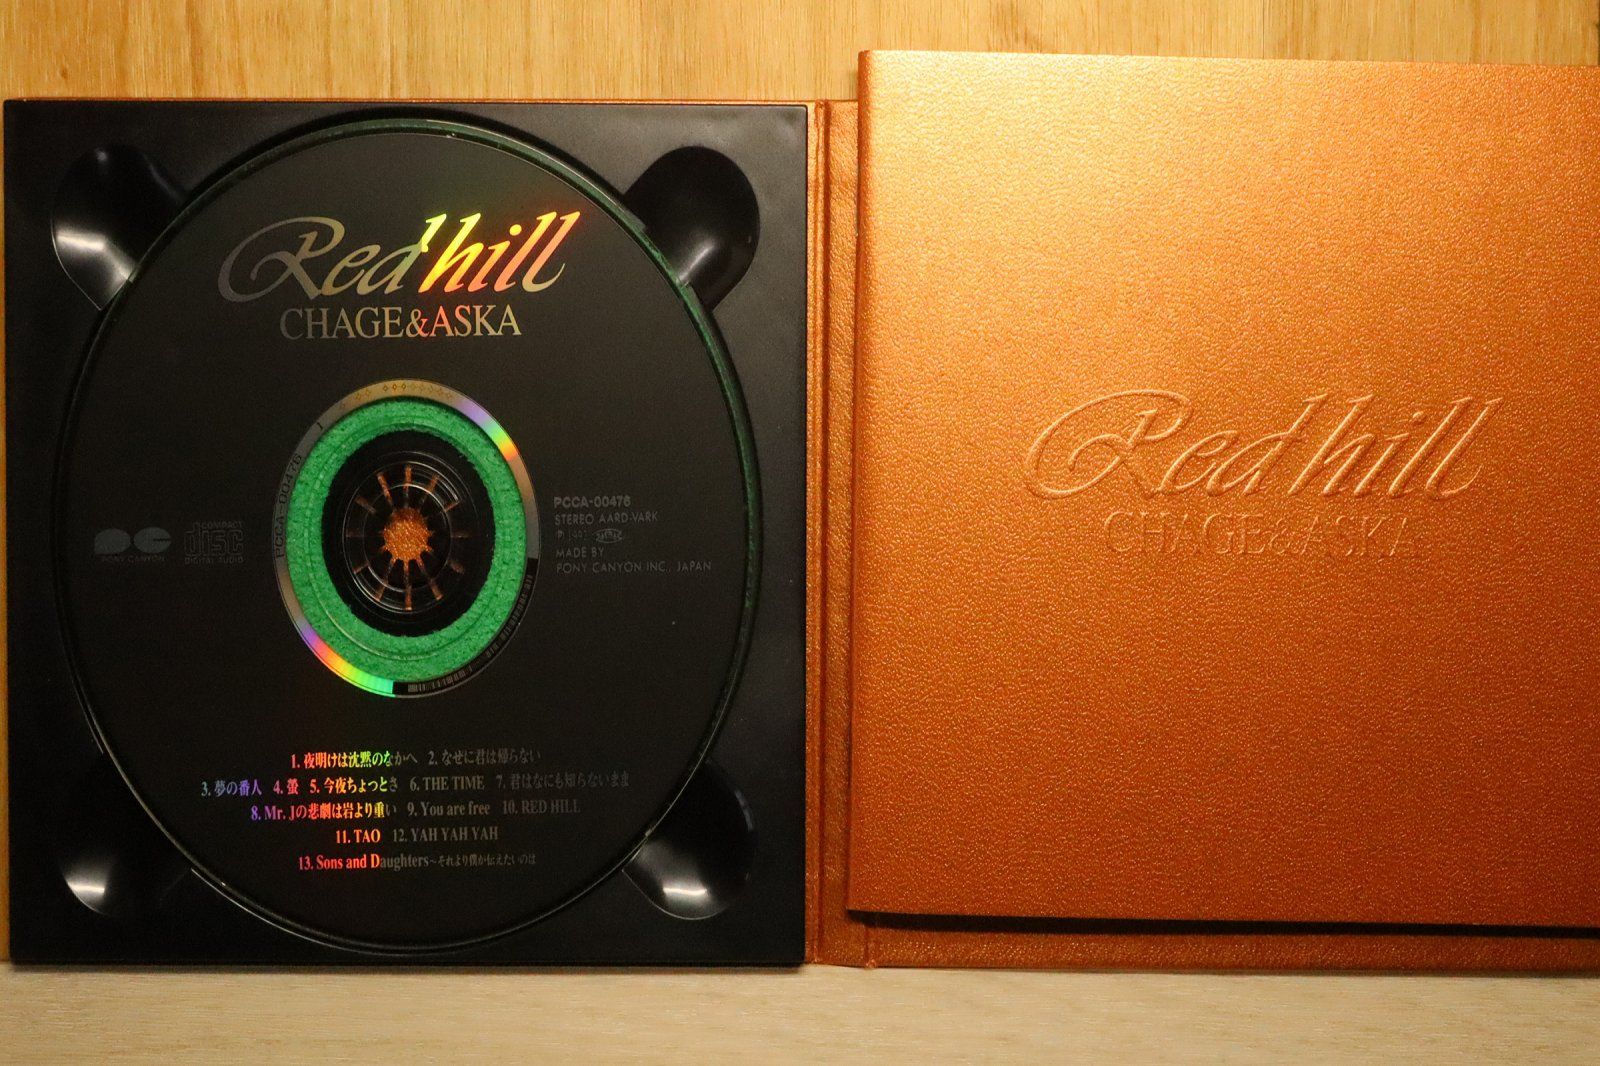 Red hill
CHAGE&ASKA
PCCA-00476
PCCA-00476
STEREO AARD-VARK
MADE BY
PONY CANYON INC., JAPAN
PONY CANYON
COMPACT
disc
DIGITAL AUDIO
1. 夜明けは沈黙のなかへ 2. なぜに君は帰らない
3. 夢の番人 4. 螢 5. 今夜ちょっとさ 6. THE TIME 7. 君はなにも知らないまま
8. Mr. Jの悲劇は岩より重い 9. You are free 10. RED HILL
11. TAO 12. YAH YAH YAH
13. Sons and Daughters～それより僕が伝えたいのは
Red hill
CHAGE&ASKA